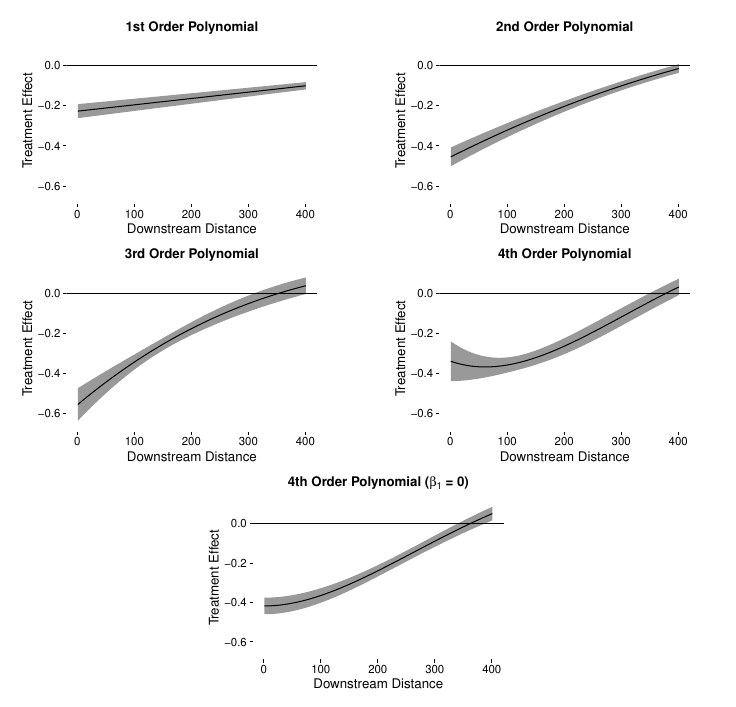 1st Order Polynomial
Treatment Effect
0.0
−0.2
−0.4
−0.6
0 100 200 300 400
Downstream Distance
2nd Order Polynomial
Treatment Effect
0.0
−0.2
−0.4
−0.6
0 100 200 300 400
Downstream Distance
3rd Order Polynomial
Treatment Effect
0.0
−0.2
−0.4
−0.6
0 100 200 300 400
Downstream Distance
4th Order Polynomial
Treatment Effect
0.0
−0.2
−0.4
−0.6
0 100 200 300 400
Downstream Distance
4th Order Polynomial (β₁ = 0)
Treatment Effect
0.0
−0.2
−0.4
−0.6
0 100 200 300 400
Downstream Distance